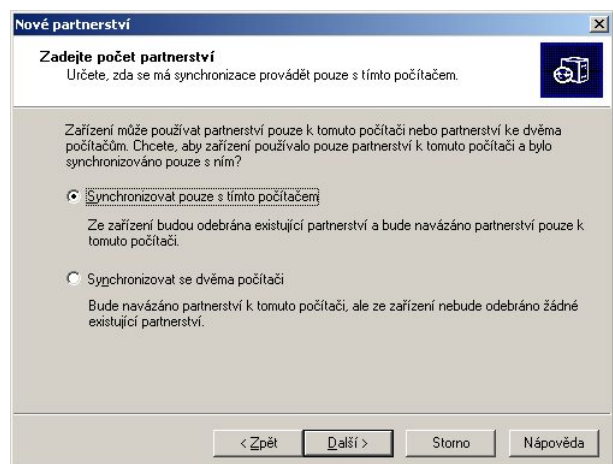 Nové partnerství
Zadejte počet partnerství
Určete, zda se má synchronizace provádět pouze s tímto počítačem.
Zařízení může používat partnerství pouze k tomuto počítači nebo partnerství ke dvěma
počítačům. Chcete, aby zařízení používalo pouze partnerství k tomuto počítači a bylo
synchronizováno pouze s ním?
Synchronizovat pouze s tímto počítačem
Ze zařízení budou odebrána existující partnerství a bude navázáno partnerství pouze k
tomuto počítači.
Synchronizovat se dvěma počítači
Bude navázáno partnerství k tomuto počítači, ale ze zařízení nebude odebráno žádné
existující partnerství.
< Zpět Další > Storno Nápověda